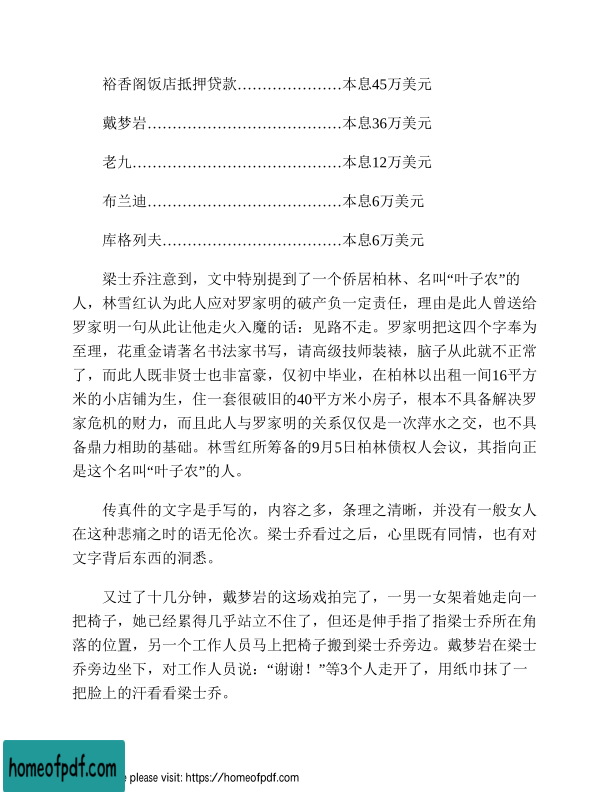 裕香阁饭店抵押贷款…………………本息45万美元
戴梦岩…………………………………本息36万美元
老九……………………………………本息12万美元
布兰迪…………………………………本息6万美元
库格列夫………………………………本息6万美元
梁士乔注意到，文中特别提到了一个侨居柏林、名叫“叶子农”的
人，林雪红认为此人应对罗家明的破产负一定责任，理由是此人曾送给
罗家明一句从此让他走火入魔的话：见路不走。罗家明把这四个字奉为
至理，花重金请著名书法家书写，请高级技师装裱，脑子从此就不正常
了，而此人既非贤士也非富豪，仅初中毕业，在柏林以出租一间16平方
米的小店铺为生，住一套很破旧的40平方米小房子，根本不具备解决罗
家危机的财力，而且此人与罗家明的关系仅仅是一次萍水之交，也不具
备鼎力相助的基础。林雪红所筹备的9月5日柏林债权人会议，其指向正
是这个名叫“叶子农”的人。
传真件的文字是手写的，内容之多，条理之清晰，并没有一般女人
在这种悲痛之时的语无伦次。梁士乔看过之后，心里既有同情，也有对
文字背后东西的洞悉。
又过了十几分钟，戴梦岩的这场戏拍完了，一男一女架着她走向一
把椅子，她已经累得几乎站立不住了，但还是伸手指了指梁士乔所在角
落的位置，另一个工作人员马上把椅子搬到梁士乔旁边。戴梦岩在梁士
乔旁边坐下，对工作人员说：“谢谢！”等3个人走开了，用纸巾抹了一
把脸上的汗看看梁士乔。
homeofpdf.com
please visit: https://homeofpdf.com